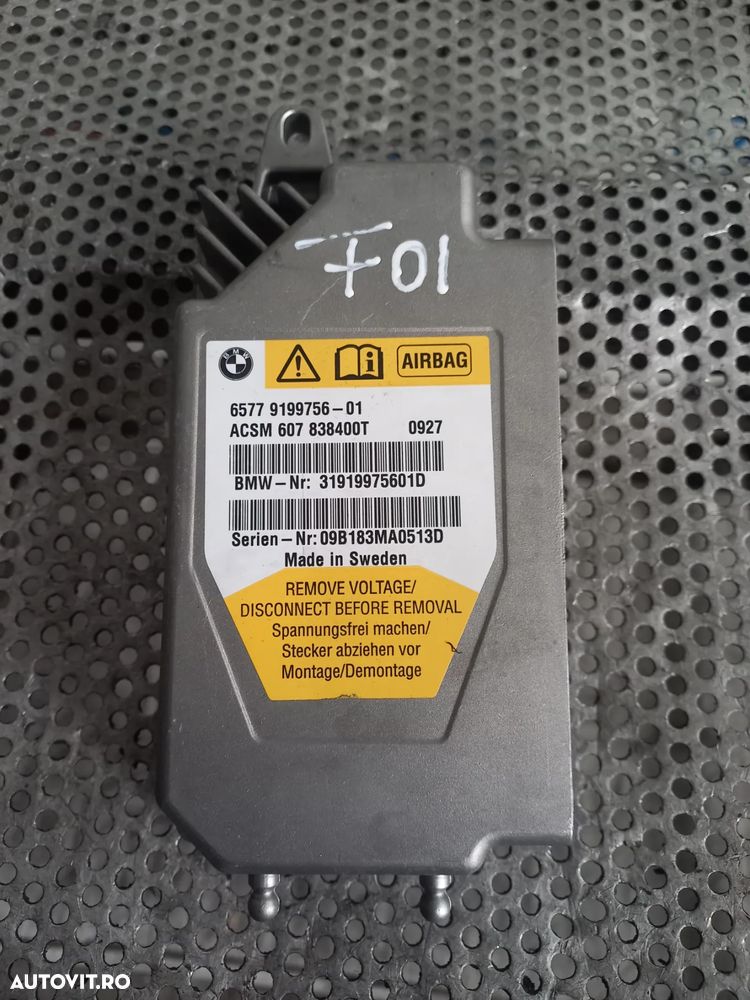 F01
BMW
AIRBAG
6577 9199756-01
ACSM 607 838400T 0927
BMW-Nr: 31919975601D
Serien-Nr: 09B183MA0513D
Made in Sweden
REMOVE VOLTAGE/
DISCONNECT BEFORE REMOVAL
Spannungsfrei machen/
Stecker abziehen vor
Montage/Demontage
AUTOVIT.RO